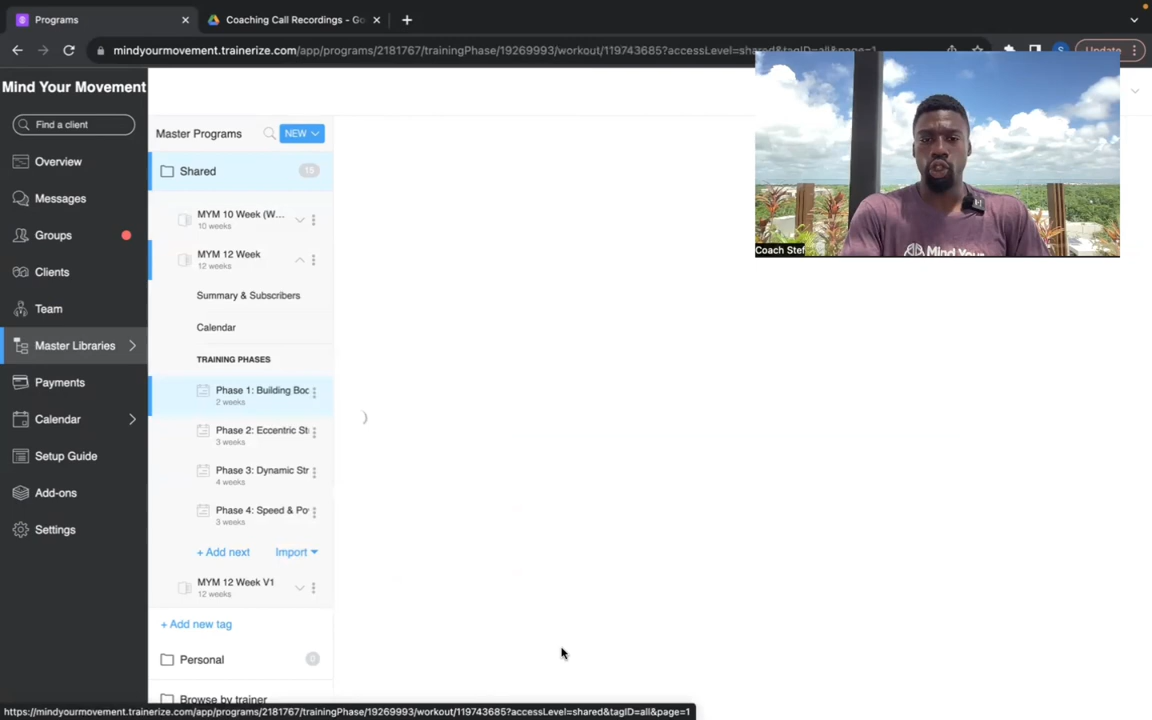 Programs
Coaching Call Recordings - Go
mindyourmovement.trainerize.com/app/programs/2181767/trainingPhase/19269993/workout/119743685?accessLevel=shared&tagID=all&page=1
S
Update
Mind Your Movement
Find a client
Overview
Messages
Groups
Clients
Team
Master Libraries
Payments
Calendar
Setup Guide
Add-ons
Settings
Master Programs
NEW
Shared
15
MYM 10 Week (W...
10 weeks
MYM 12 Week
12 weeks
Summary & Subscribers
Calendar
TRAINING PHASES
Phase 1: Building Boc
2 weeks
Phase 2: Eccentric St
3 weeks
Phase 3: Dynamic Str
4 weeks
Phase 4: Speed & Po
3 weeks
+ Add next
Import
MYM 12 Week V1
12 weeks
+ Add new tag
Personal
0
Browse by trainer
Coach Stef
Mind Your
https://mindyourmovement.trainerize.com/app/programs/2181767/trainingPhase/19269993/workout/119743685?accessLevel=shared&tagID=all&page=1